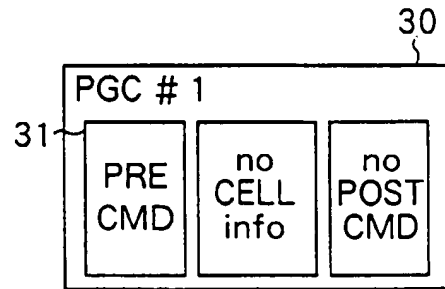 30
PGC # 1
31
PRE
CMD
no
CELL
info
no
POST
CMD